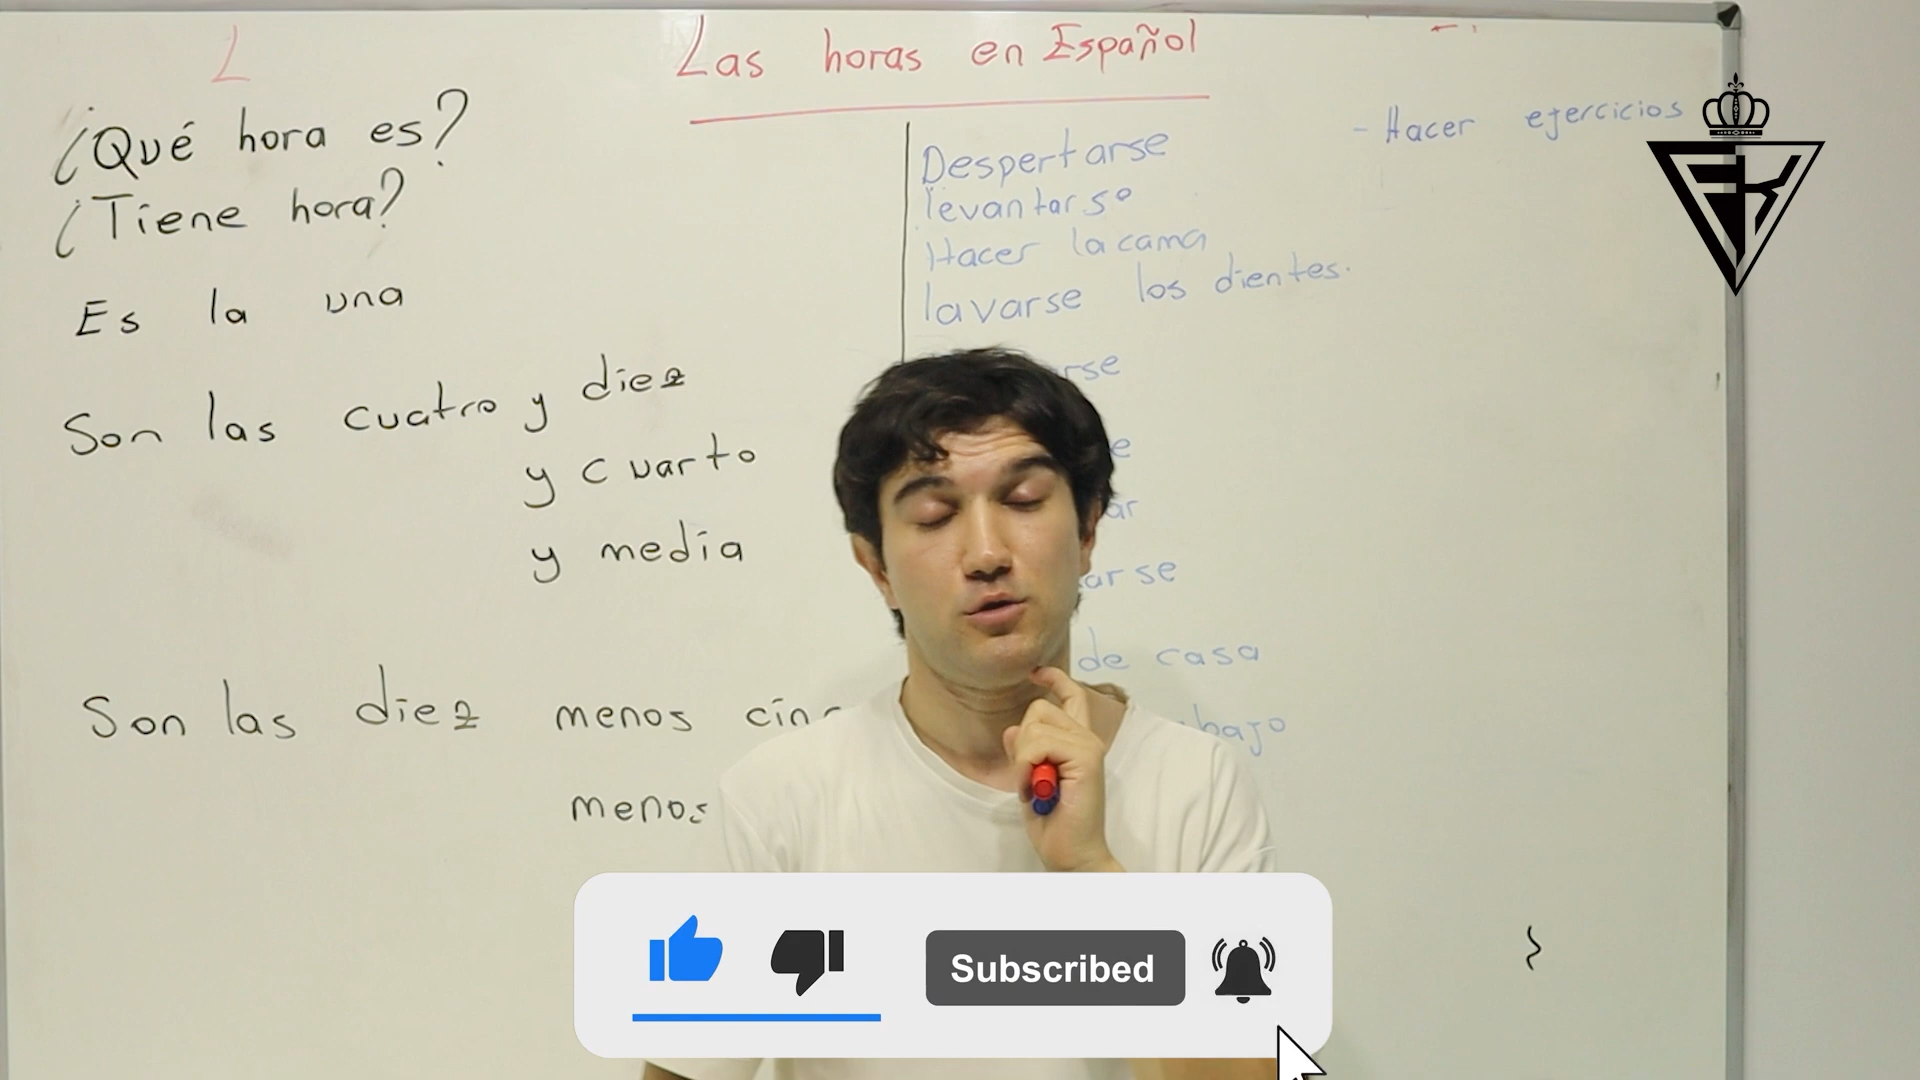 Las horas en Español
¿Qué hora es?
¿Tiene hora?
Es la una
Son las cuatro y diez
y cuarto
y media
Son las diez menos
menos
Despertarse
levantarse
Hacer la cama
lavarse los dientes.
de casa
- Hacer ejercicios
Subscribed